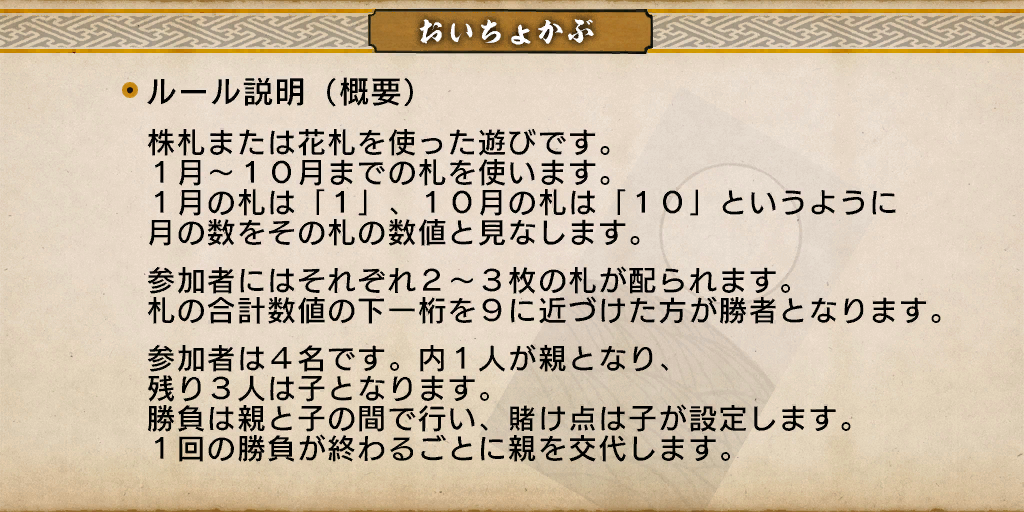 おいちょかぶ
ルール説明（概要）
株札または花札を使った遊びです。
１月～１０月までの札を使います。
１月の札は「１」、１０月の札は「１０」というように
月の数をその札の数値と見なします。
参加者にはそれぞれ２～３枚の札が配られます。
札の合計数値の下一桁を９に近づけた方が勝者となります。
参加者は４名です。内１人が親となり、
残り３人は子となります。
勝負は親と子の間で行い、賭け点は子が設定します。
１回の勝負が終わるごとに親を交代します。